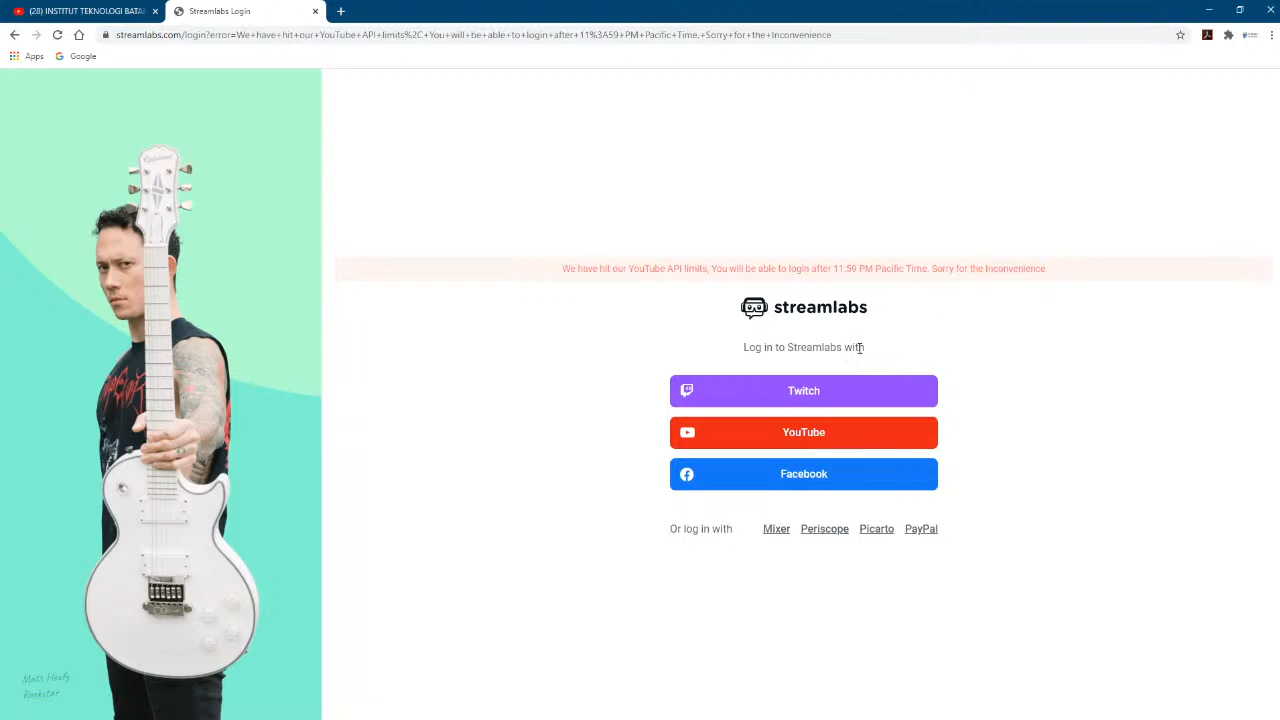 (28) INSTITUT TEKNOLOGI BATAM
Streamlabs Login
streamlabs.com/login?error=We+have+hit+our+YouTube+API+limits%2C+You+will+be+able+to+login+after+11%3A59+PM+Pacific+Time.+Sorry+for+the+Inconvenience
Apps
Google
We have hit our YouTube API limits, You will be able to login after 11:59 PM Pacific Time. Sorry for the Inconvenience
streamlabs
Log in to Streamlabs with
Twitch
YouTube
Facebook
Or log in with Mixer Periscope Picarto PayPal
Matt Heafy
Rockstar